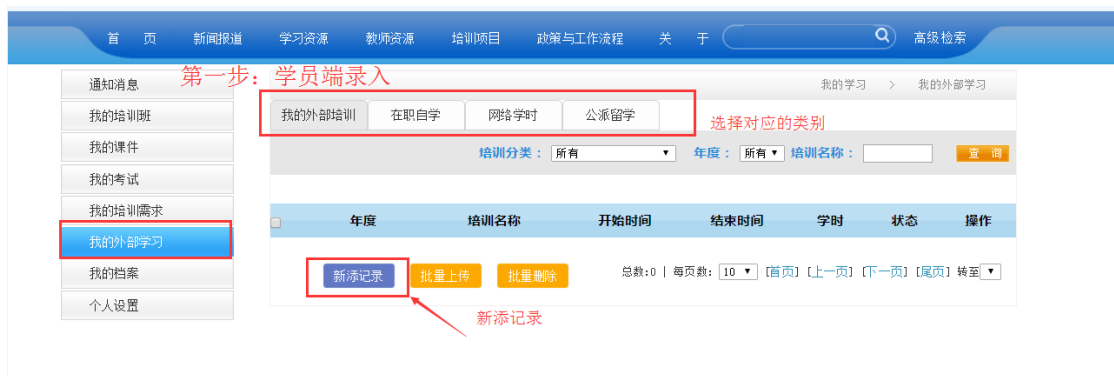 首 页 新闻报道 学习资源 教师资源 培训项目 政策与工作流程 关 于 高级检索
第一步：学员端录入
通知消息
我的培训班
我的课件
我的考试
我的培训需求
我的外部学习
我的档案
个人设置
我的学习 > 我的外部学习
我的外部培训 在职自学 网络学时 公派留学
选择对应的类别
培训分类： 所有 年度： 所有 培训名称： 查 询
年度 培训名称 开始时间 结束时间 学时 状态 操作
新添记录 批量上传 批量删除 总数:0 | 每页数: 10 [首页] [上一页] [下一页] [尾页] 转至
新添记录